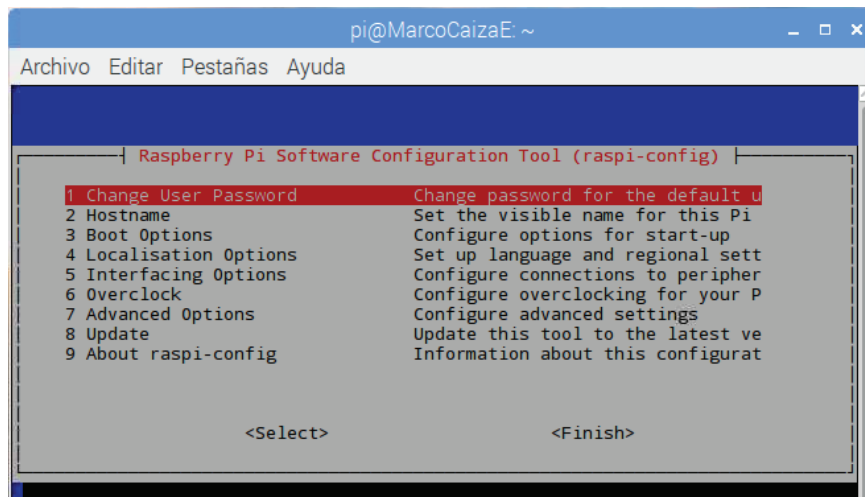 pi@MarcoCaizaE: ~
Archivo Editar Pestañas Ayuda
Raspberry Pi Software Configuration Tool (raspi-config)
1 Change User Password Change password for the default u
2 Hostname Set the visible name for this Pi
3 Boot Options Configure options for start-up
4 Localisation Options Set up language and regional sett
5 Interfacing Options Configure connections to peripher
6 Overclock Configure overclocking for your P
7 Advanced Options Configure advanced settings
8 Update Update this tool to the latest ve
9 About raspi-config Information about this configurat
<Select> <Finish>